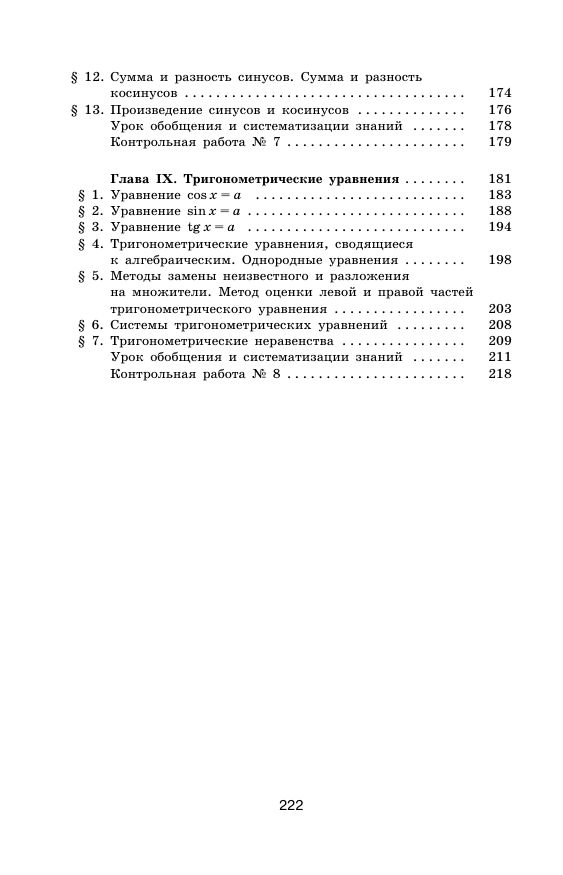 § 12. Сумма и разность синусов. Сумма и разность
косинусов . . . . . . . . . . . . . . . . . . . . . . . . . . . . . . . . . . . . 174
§ 13. Произведение синусов и косинусов . . . . . . . . . . . . . . 176
Урок обобщения и систематизации знаний . . . . . . . 178
Контрольная работа № 7 . . . . . . . . . . . . . . . . . . . . . . . 179
Глава IX. Тригонометрические уравнения . . . . . . . . 181
§ 1. Уравнение cos x = a . . . . . . . . . . . . . . . . . . . . . . . . . . . 183
§ 2. Уравнение sin x = a . . . . . . . . . . . . . . . . . . . . . . . . . . . . 188
§ 3. Уравнение tg x = a . . . . . . . . . . . . . . . . . . . . . . . . . . . . 194
§ 4. Тригонометрические уравнения, сводящиеся
к алгебраическим. Однородные уравнения . . . . . . . . 198
§ 5. Методы замены неизвестного и разложения
на множители. Метод оценки левой и правой частей
тригонометрического уравнения . . . . . . . . . . . . . . . . . 203
§ 6. Системы тригонометрических уравнений . . . . . . . . . 208
§ 7. Тригонометрические неравенства . . . . . . . . . . . . . . . . 209
Урок обобщения и систематизации знаний . . . . . . . 211
Контрольная работа № 8 . . . . . . . . . . . . . . . . . . . . . . . 218
222